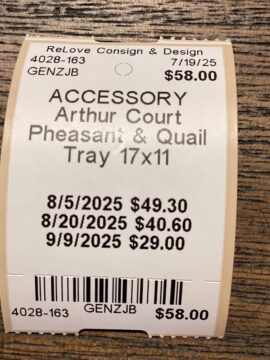 ReLove Consign & Design
4028-163 7/19/25
GENZJB $58.00
ACCESSORY
Arthur Court
Pheasant & Quail
Tray 17x11
8/5/2025 $49.30
8/20/2025 $40.60
9/9/2025 $29.00
4028-163 GENZJB $58.00